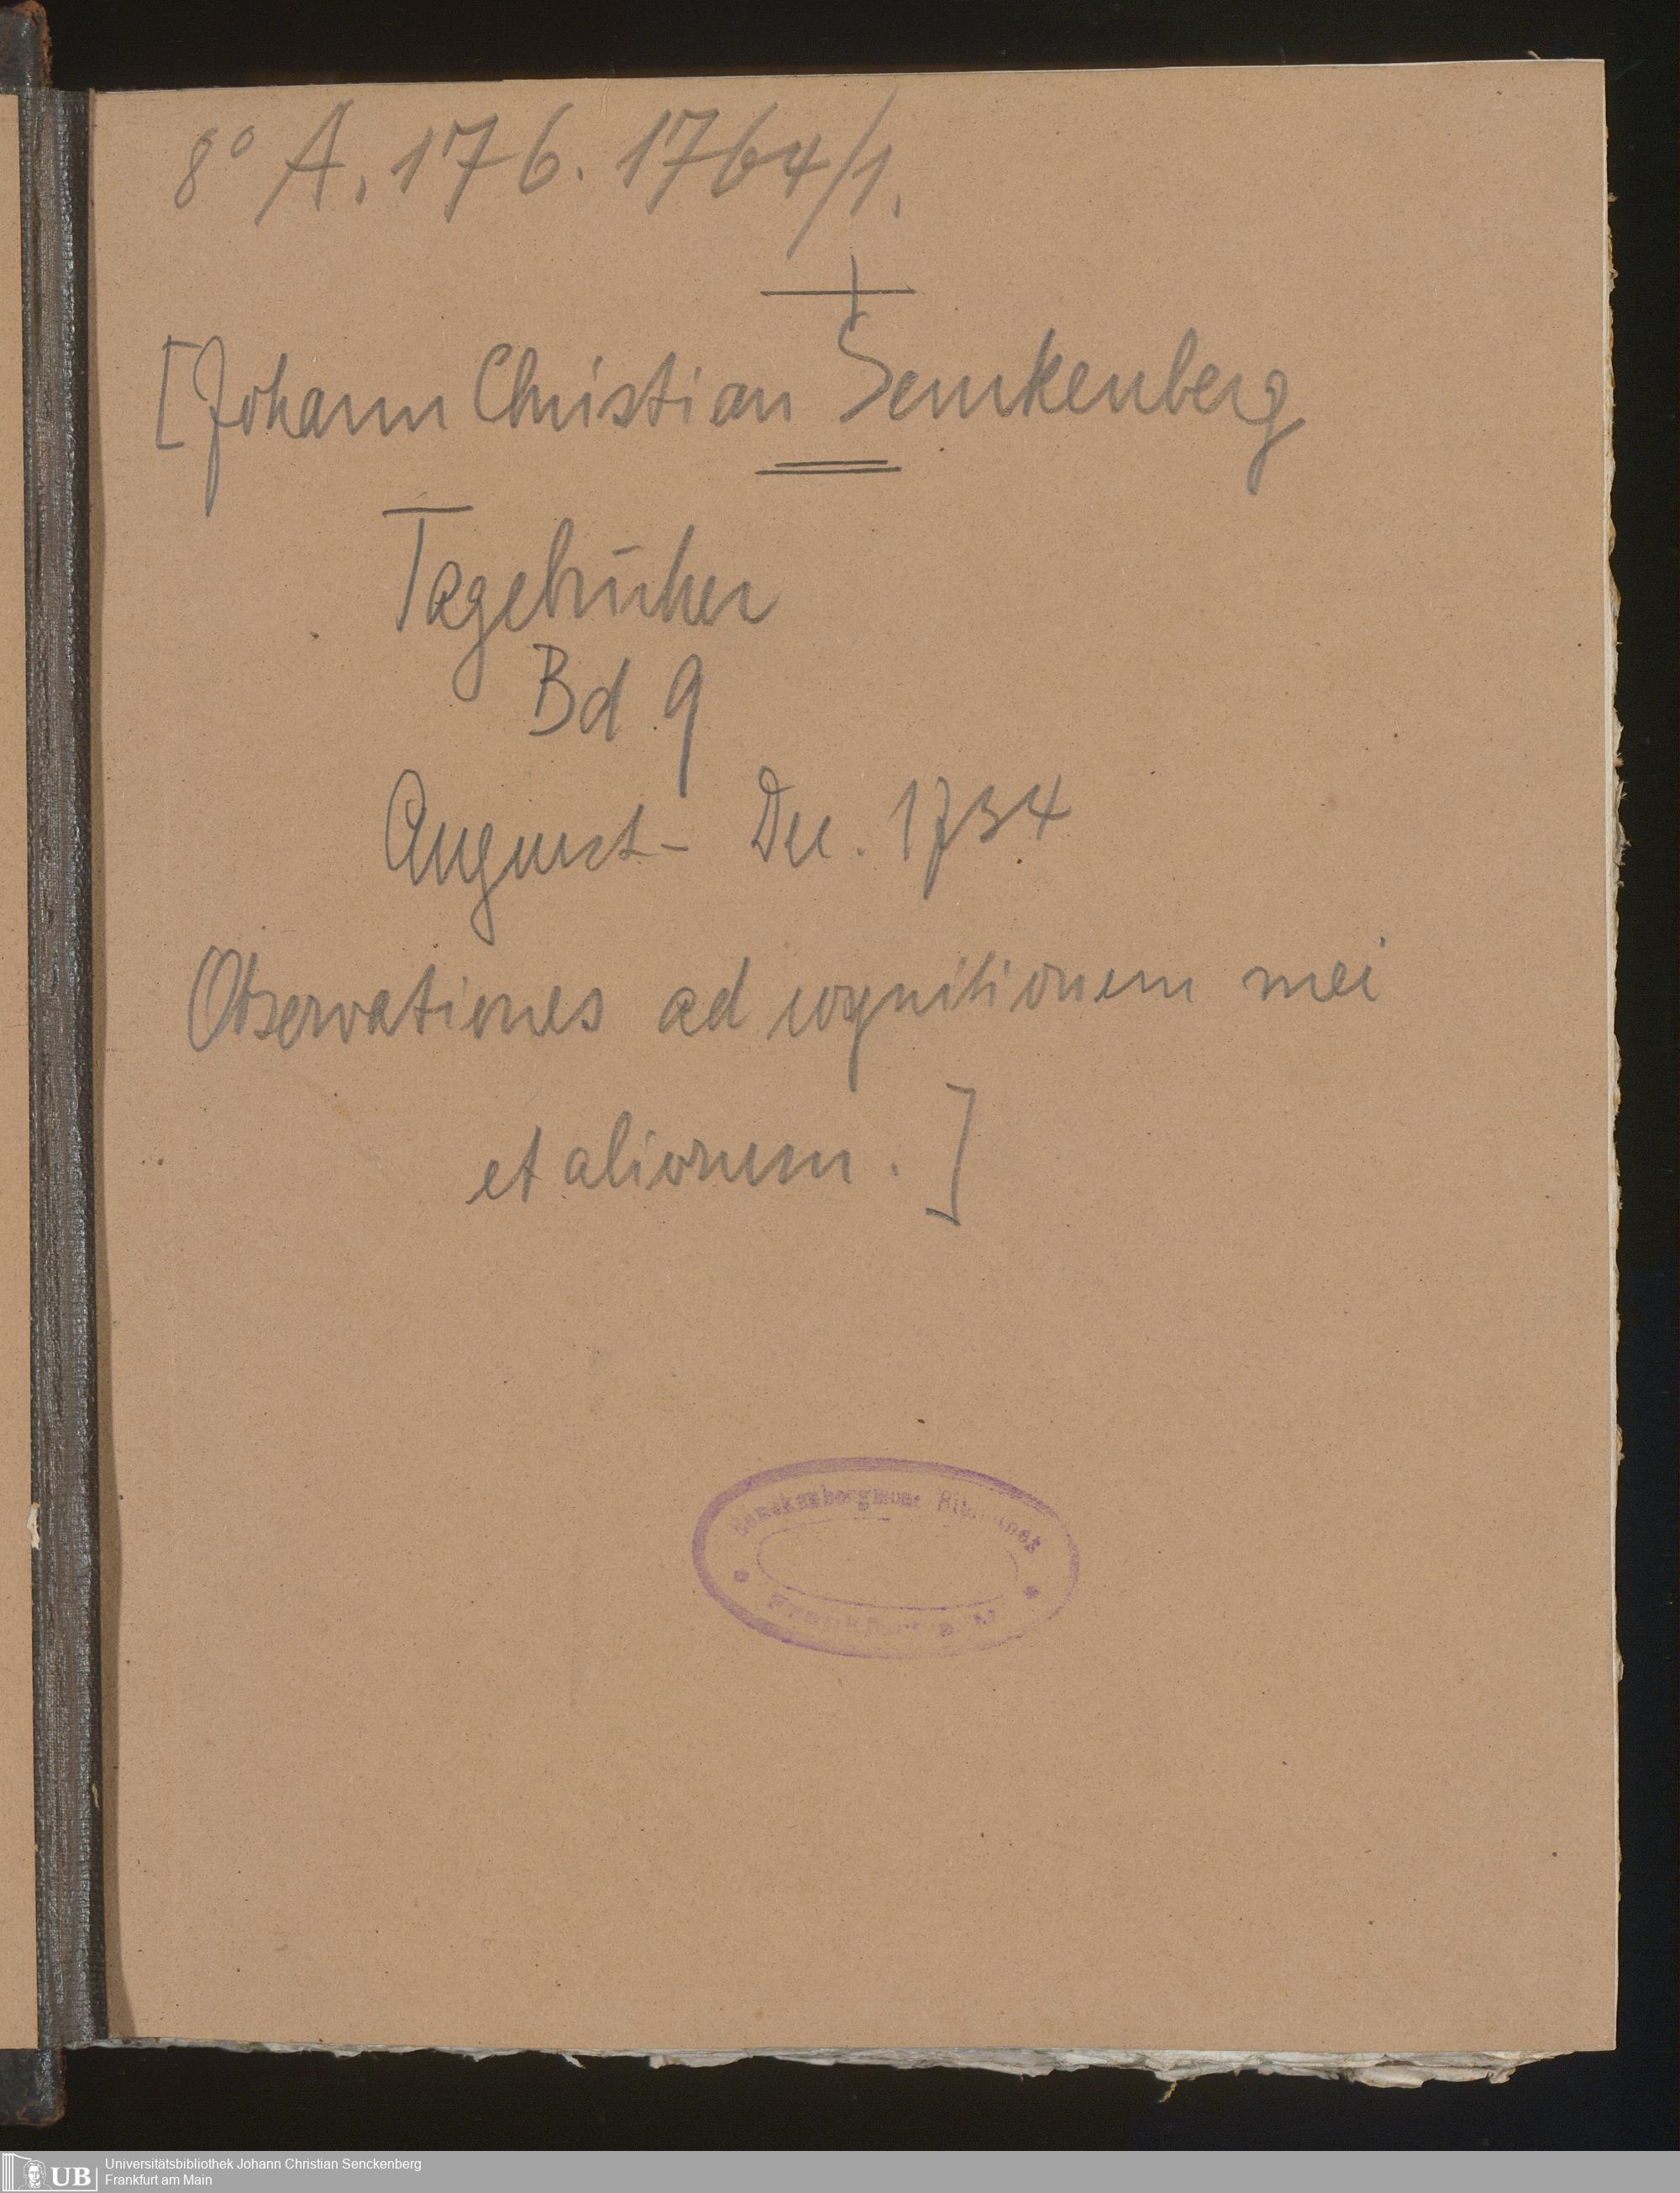 8° A. 176. 1764/1.
[Johann Christian Senckenberg
Tagebücher
Bd 9
August - Dec. 1734
Observationes ad cognitionem mei
et aliorum.]
Frankfurt a M
UB
Universitätsbibliothek Johann Christian Senckenberg
Frankfurt am Main